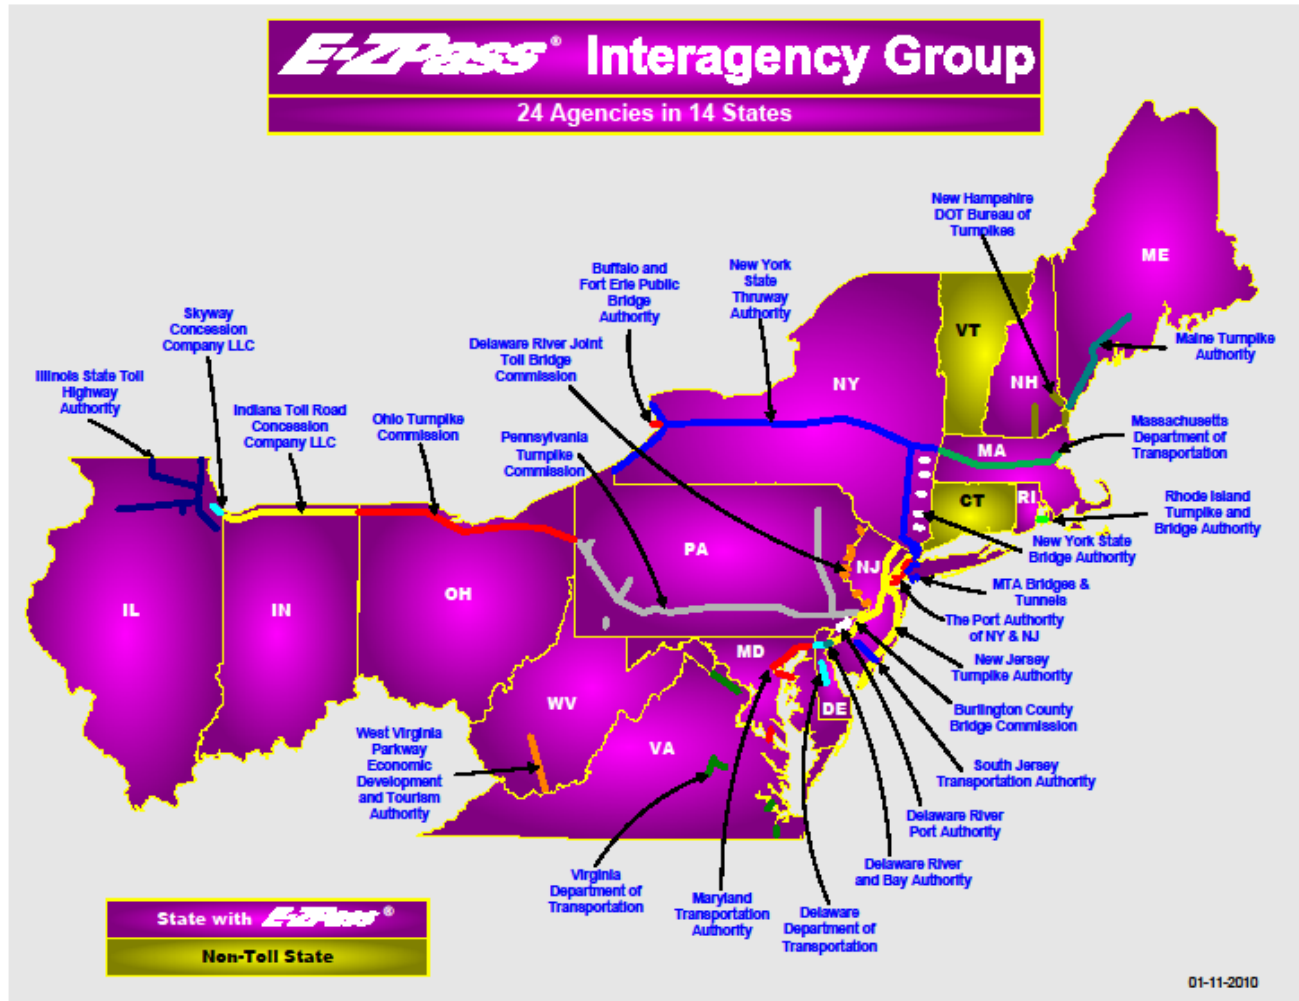 E-ZPass® Interagency Group
24 Agencies in 14 States
New Hampshire
DOT Bureau of
Turnpikes
ME
Buffalo and
Fort Erie Public
Bridge
Authority
New York
State
Thruway
Authority
Skyway
Concession
Company LLC
VT
Delaware River Joint
Toll Bridge
Commission
Maine Turnpike
Authority
Illinois State Toll
Highway
Authority
NY
NH
Indiana Toll Road
Concession
Company LLC
Ohio Turnpike
Commission
Pennsylvania
Turnpike
Commission
Massachusetts
Department of
Transportation
MA
CT
RI
Rhode Island
Turnpike and
Bridge Authority
New York State
Bridge Authority
PA
NJ
MTA Bridges &
Tunnels
IL
IN
OH
The Port Authority
of NY & NJ
MD
New Jersey
Turnpike Authority
WV
DE
Burlington County
Bridge Commission
West Virginia
Parkway
Economic
Development
and Tourism
Authority
VA
South Jersey
Transportation Authority
Delaware River
Port Authority
Delaware River
and Bay Authority
Virginia
Department of
Transportation
Maryland
Transportation
Authority
Delaware
Department of
Transportation
State with E-ZPass®
Non-Toll State
01-11-2010